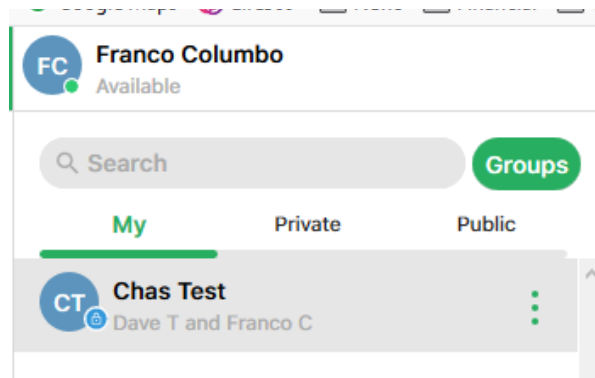 FC
Franco Columbo
Available
Search
Groups
My Private Public
CT
Chas Test
Dave T and Franco C